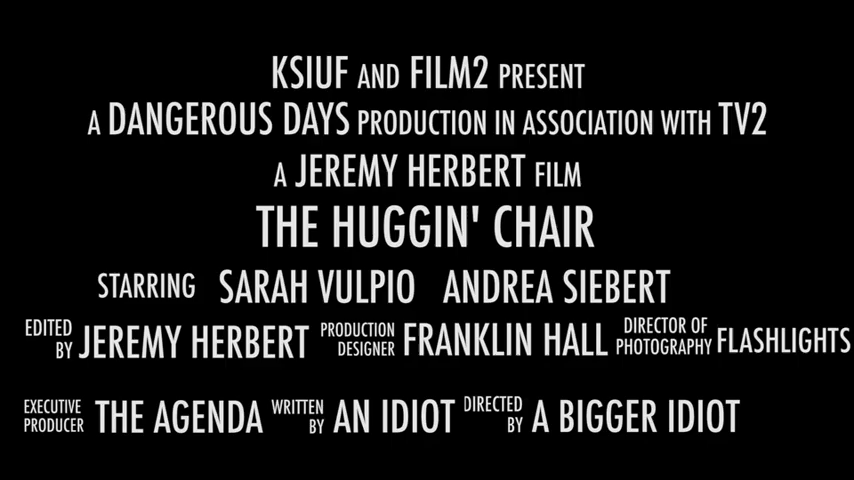 KSIUF AND FILM2 PRESENT
A DANGEROUS DAYS PRODUCTION IN ASSOCIATION WITH TV2
A JEREMY HERBERT FILM
THE HUGGIN' CHAIR
STARRING SARAH VULPIO ANDREA SIEBERT
EDITED BY JEREMY HERBERT PRODUCTION DESIGNER FRANKLIN HALL DIRECTOR OF PHOTOGRAPHY FLASHLIGHTS
EXECUTIVE PRODUCER THE AGENDA WRITTEN BY AN IDIOT DIRECTED BY A BIGGER IDIOT